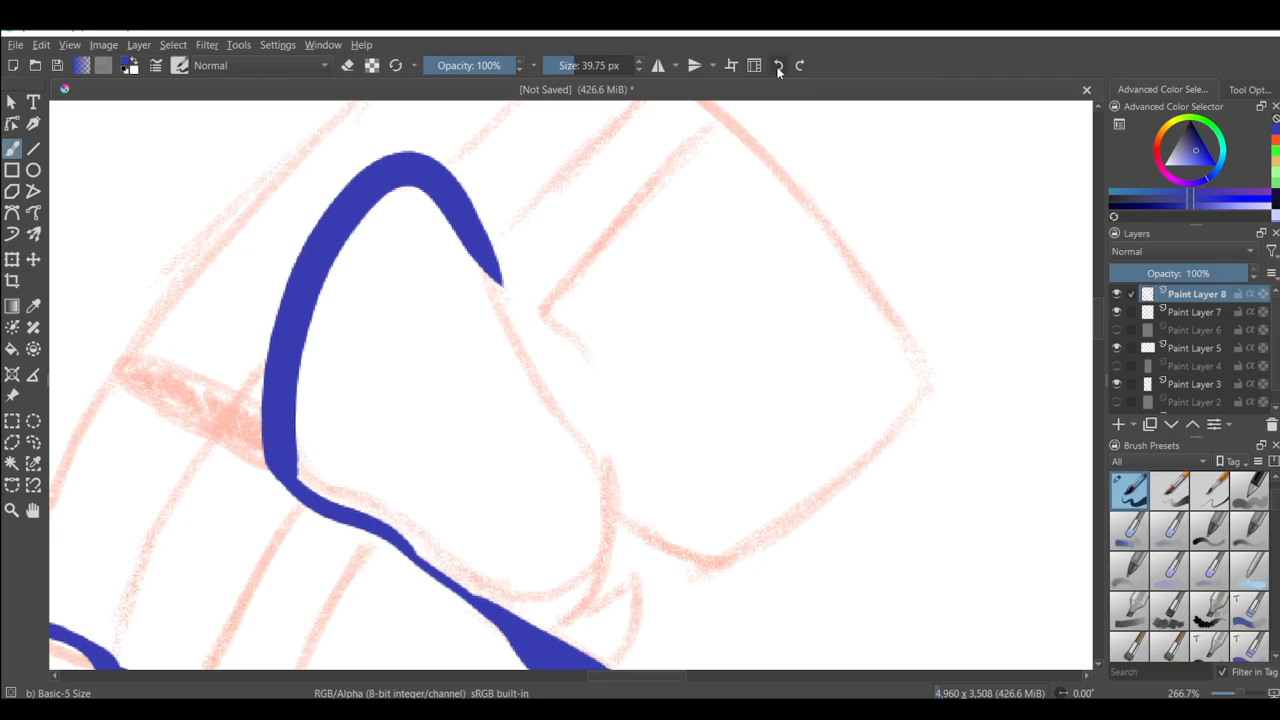 File Edit View Image Layer Select Filter Tools Settings Window Help
Normal Opacity: 100% Size: 39.75 px
[Not Saved] (426.6 MiB) *
Advanced Color Sele... Tool Opt...
Advanced Color Selector
Layers
Normal
Opacity: 100%
Paint Layer 8
Paint Layer 7
Paint Layer 6
Paint Layer 5
Paint Layer 4
Paint Layer 3
Paint Layer 2
Brush Presets
All Tag
Search Filter in Tag
b) Basic-5 Size RGB/Alpha (8-bit integer/channel) sRGB built-in 4,960 x 3,508 (426.6 MiB) 0.00° 266.7%